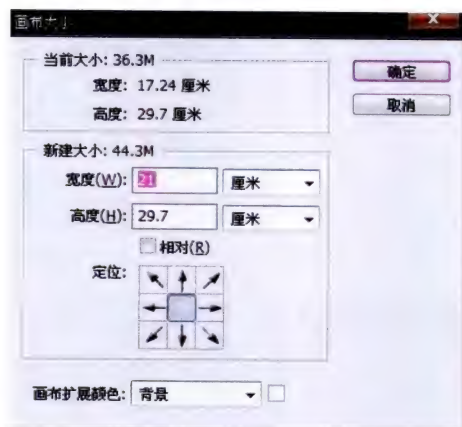 画布大小
当前大小: 36.3M
宽度: 17.24 厘米
高度: 29.7 厘米
确定
取消
新建大小: 44.3M
宽度(W): 21 厘米
高度(H): 29.7 厘米
相对(R)
定位:
画布扩展颜色: 背景